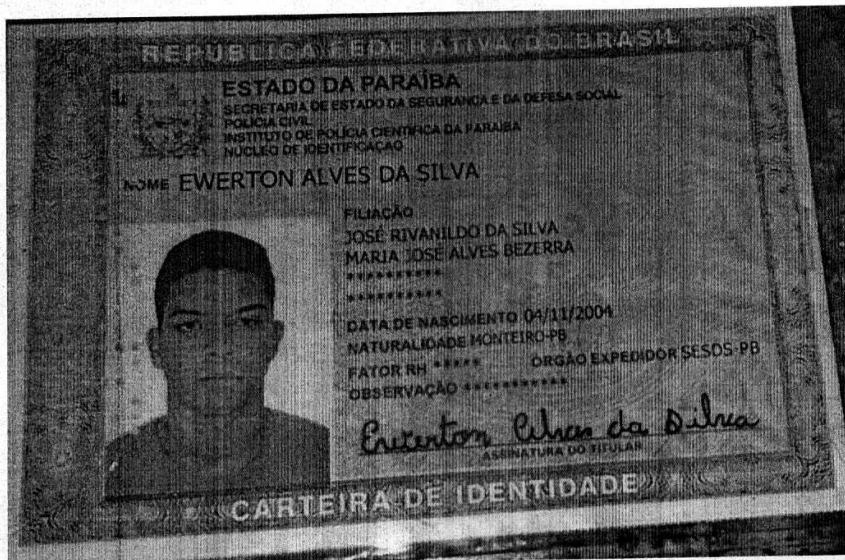 REPÚBLICA FEDERATIVA DO BRASIL
ESTADO DA PARAÍBA
SECRETARIA DE ESTADO DA SEGURANÇA E DA DEFESA SOCIAL
POLÍCIA CIVIL
INSTITUTO DE POLÍCIA CIENTÍFICA DA PARAÍBA
NÚCLEO DE IDENTIFICAÇÃO
NOME EWERTON ALVES DA SILVA
FILIAÇÃO
JOSÉ RIVANILDO DA SILVA
MARIA JOSE ALVES BEZERRA
**********
**********
DATA DE NASCIMENTO 04/11/2004
NATURALIDADE MONTEIRO-PB
FATOR RH ***** ORGÃO EXPEDIDOR SESDS-PB
OBSERVAÇÃO ***********
Ewerton Alves da Silva
ASSINATURA DO TITULAR
CARTEIRA DE IDENTIDADE